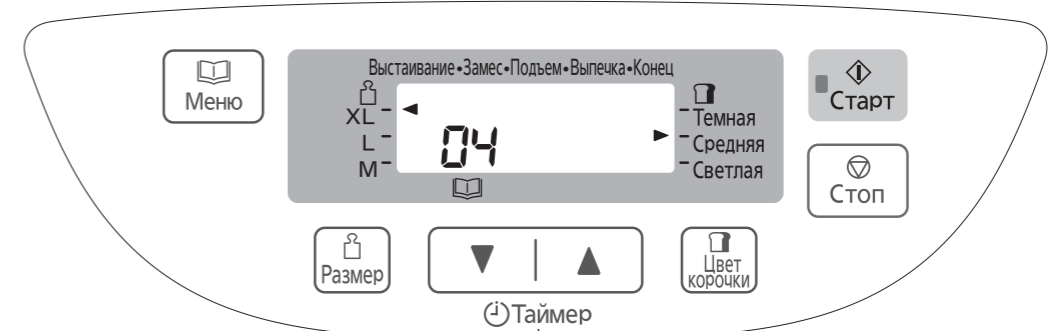 Меню
Выстаивание•Замес•Подъем•Выпечка•Конец
XL
L
M
04
Темная
Средняя
Светлая
Старт
Стоп
Размер
Таймер
Цвет
корочки